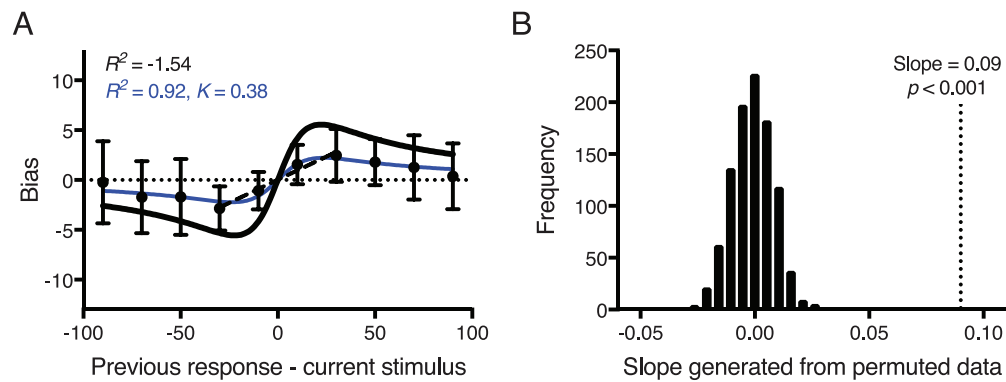 A
R² = -1.54
R² = 0.92, K = 0.38
10
5
0
-5
-10
Bias
-100
-50
0
50
100
Previous response - current stimulus
B
Slope = 0.09
p < 0.001
250
200
150
100
50
0
Frequency
-0.05
0.00
0.05
0.10
Slope generated from permuted data